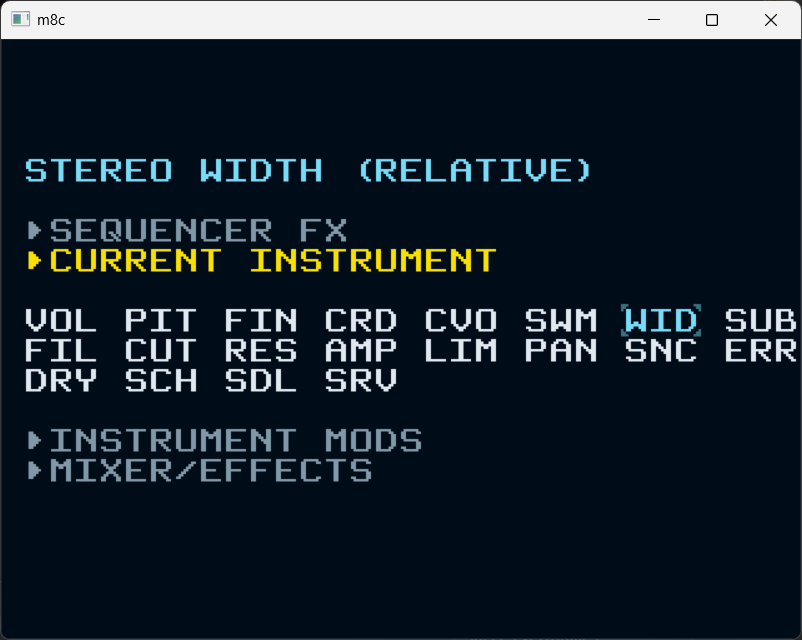 m8c
STEREO WIDTH (RELATIVE)
SEQUENCER FX
CURRENT INSTRUMENT
VOL PIT FIN CRD CVO SWM WID SUB
FIL CUT RES AMP LIM PAN SNC ERR
DRY SCH SDL SRV
INSTRUMENT MODS
MIXER/EFFECTS